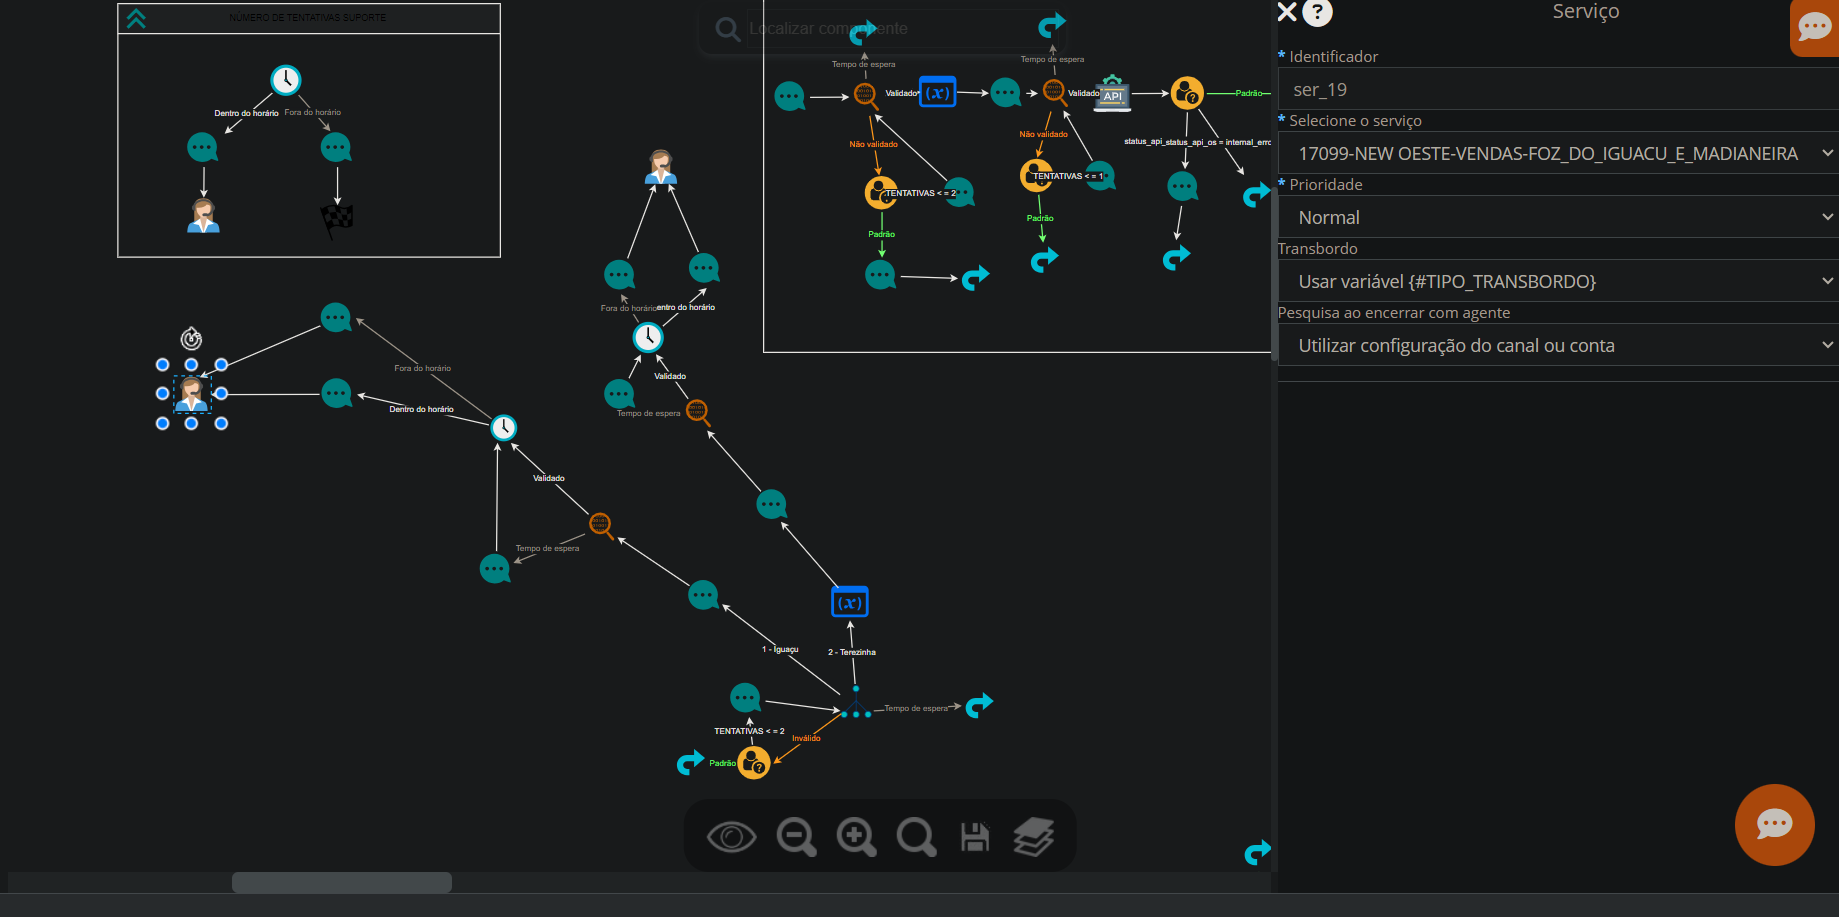 NÚMERO DE TENTATIVAS SUPORTE
Dentro do horário
Fora do horário
Localizar componente
Tempo de espera
Tempo de espera
Validado
(x)
Validado
API
Padrão
Não validado
Não validado
status_api_status_api_os = internal_erro
TENTATIVAS < = 2
TENTATIVAS < = 1
Padrão
Padrão
Fora do horário
entro do horário
Validado
Tempo de espera
Fora do horário
Dentro do horário
Validado
Tempo de espera
(x)
1 - Iguaçu
2 - Terezinha
Tempo de espera
TENTATIVAS < = 2
Inválido
Padrão
Serviço
* Identificador
ser_19
* Selecione o serviço
17099-NEW OESTE-VENDAS-FOZ_DO_IGUACU_E_MADIANEIRA
* Prioridade
Normal
Transbordo
Usar variável {#TIPO_TRANSBORDO}
Pesquisa ao encerrar com agente
Utilizar configuração do canal ou conta